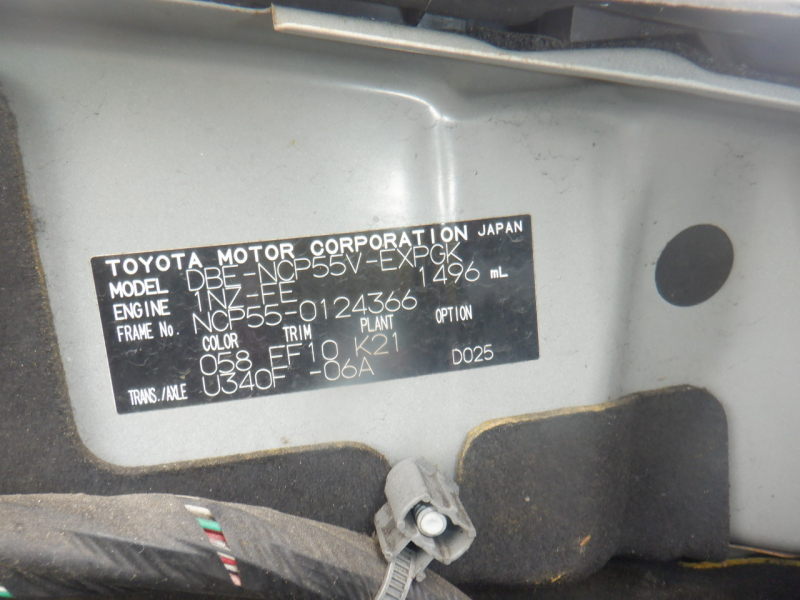 TOYOTA MOTOR CORPORATION JAPAN
MODEL DBE-NCP55V-EXPGK
ENGINE 1NZ-FE 1496 mL
FRAME No. NCP55-0124366
COLOR TRIM PLANT OPTION
058 EF10 K21
TRANS./AXLE U340F -06A D025